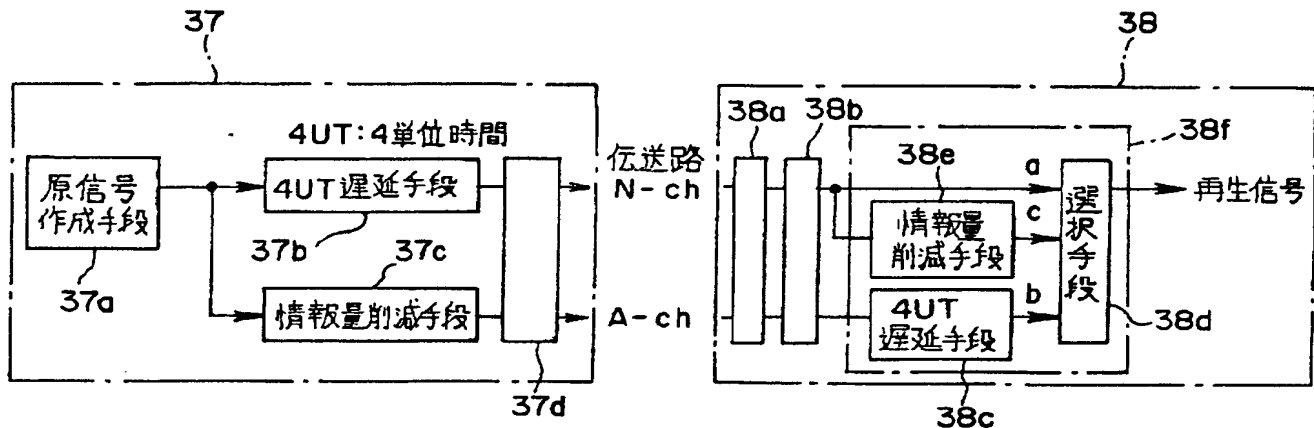 37
4UT:4単位時間
原信号
作成手段
37a
4UT遅延手段
37b
37c
情報量削減手段
37d
伝送路
N-ch
A-ch
38
38a
38b
38f
38e
a
情報量
削減手段
c
4UT
遅延手段
b
38c
選択手段
38d
再生信号